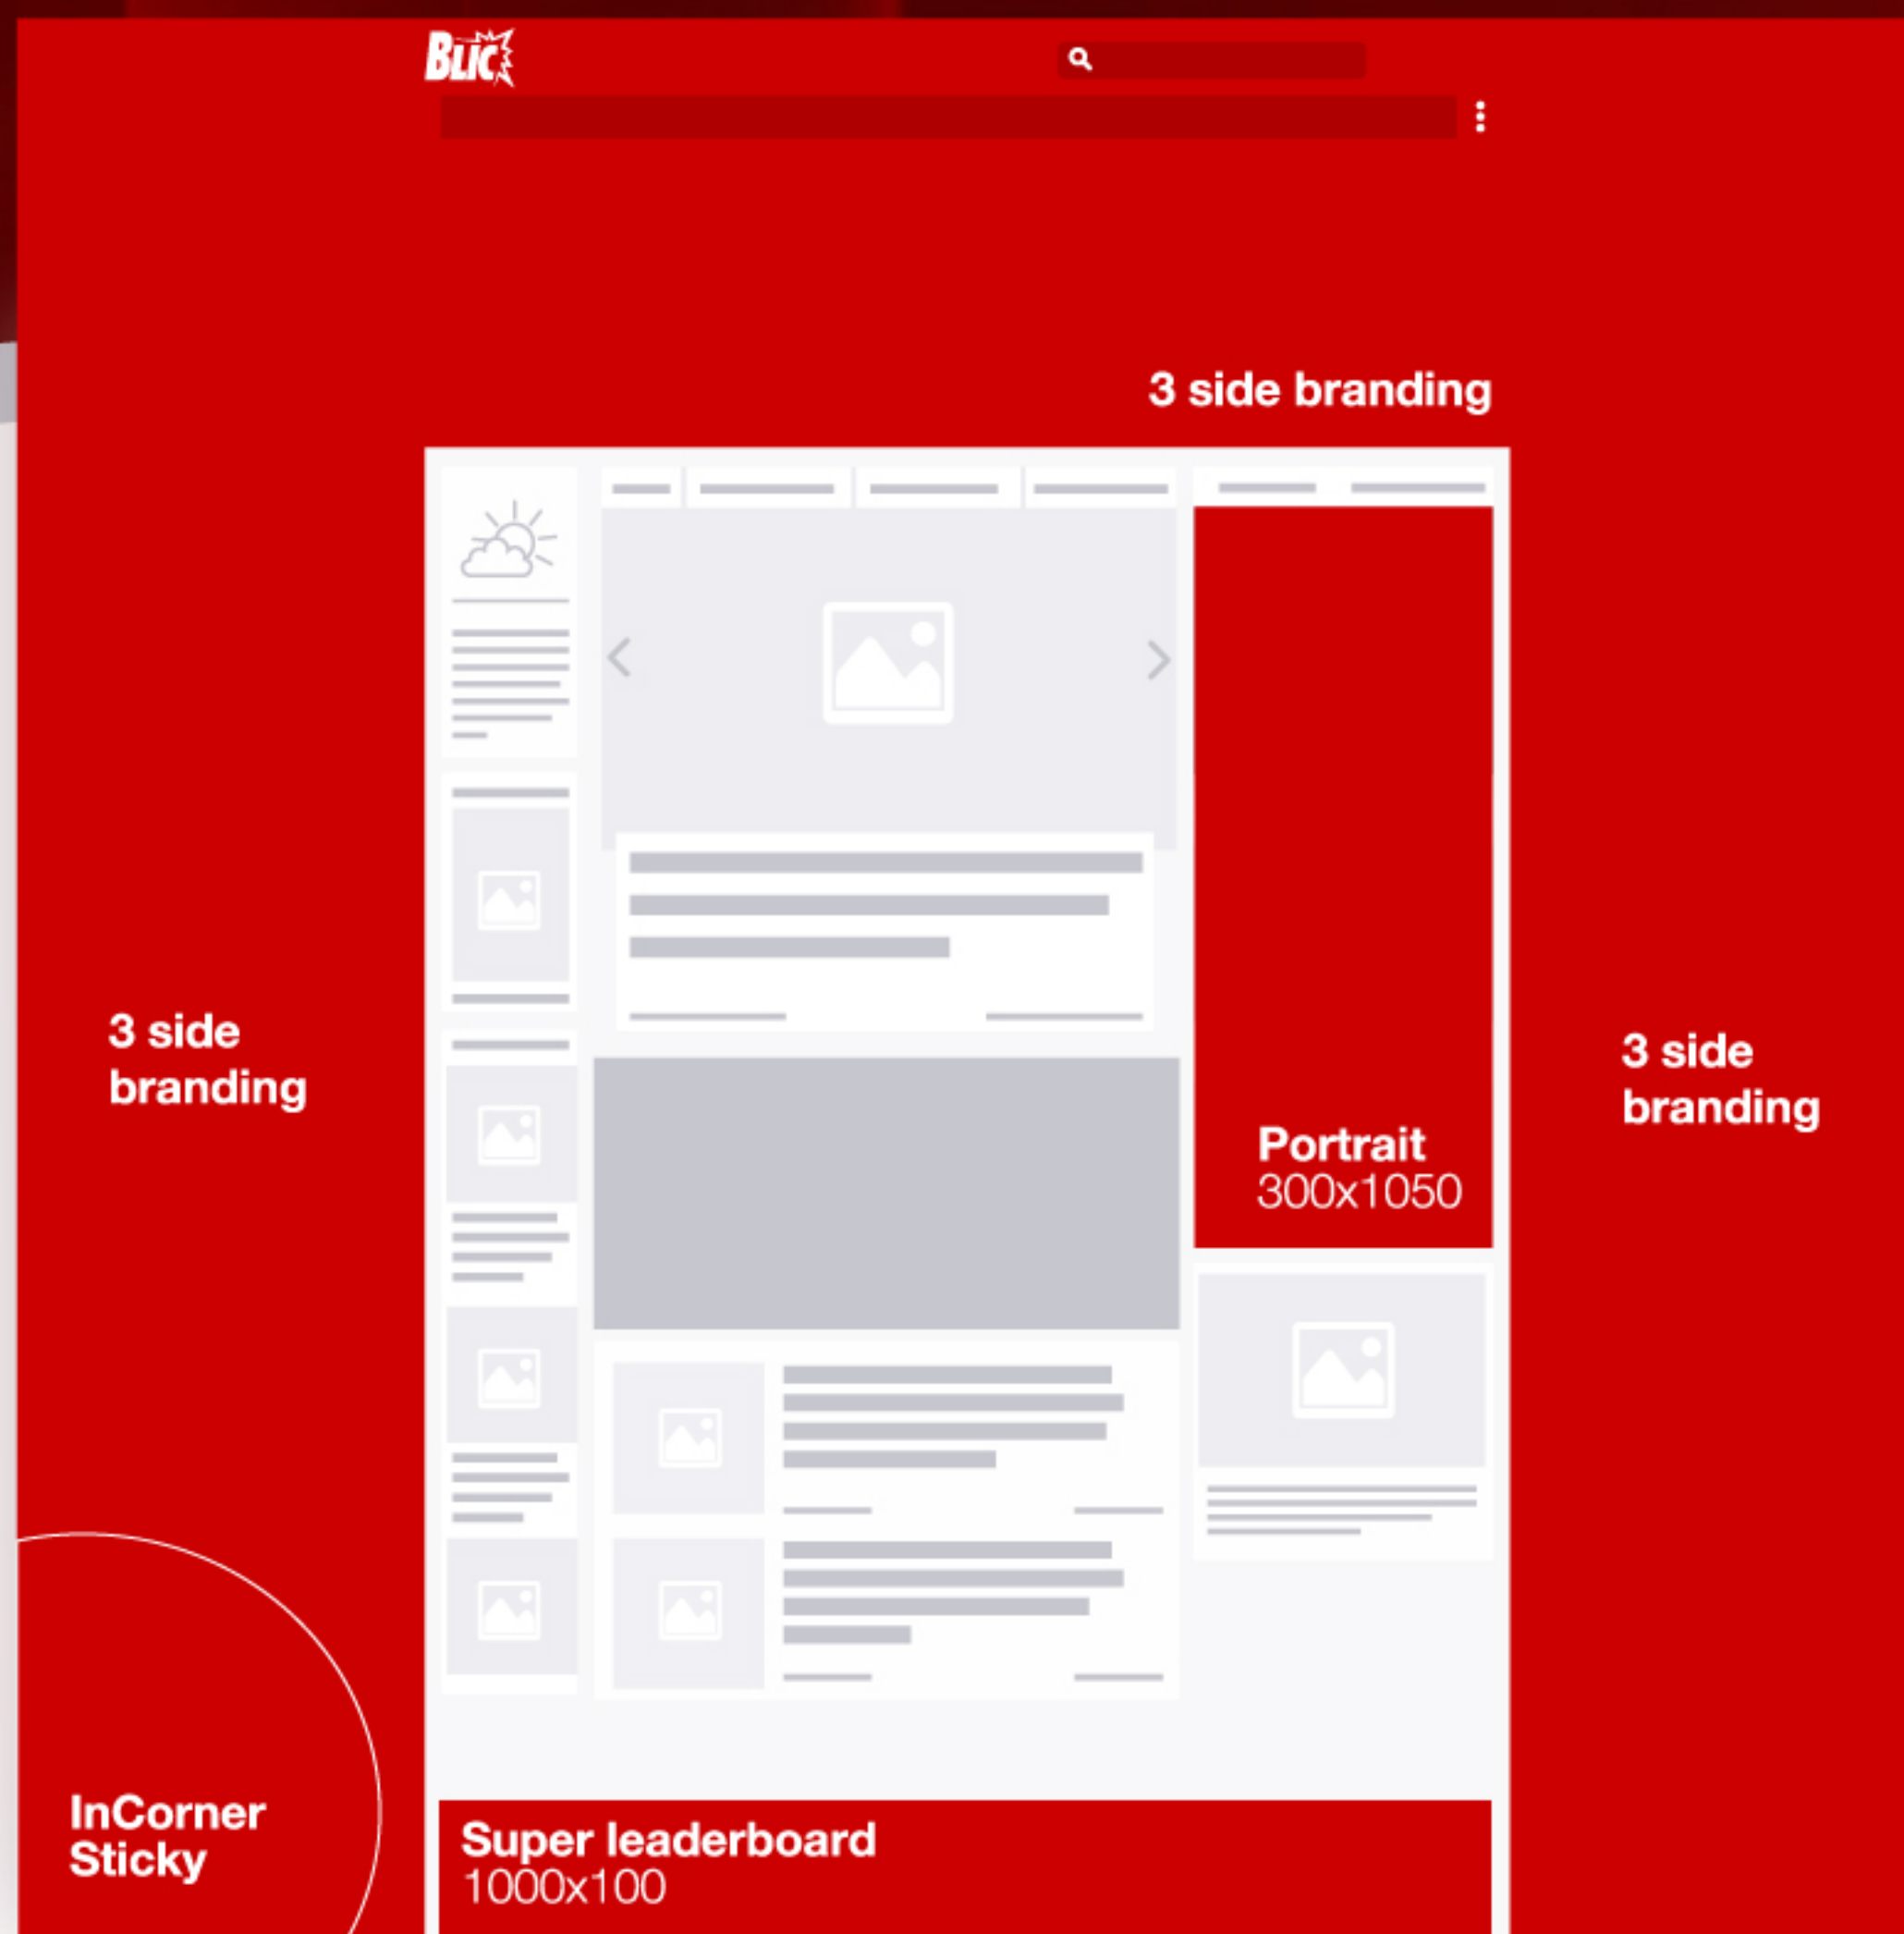 BLIC
3 side branding
3 side
branding
3 side
branding
Portrait
300x1050
InCorner
Sticky
Super leaderboard
1000x100